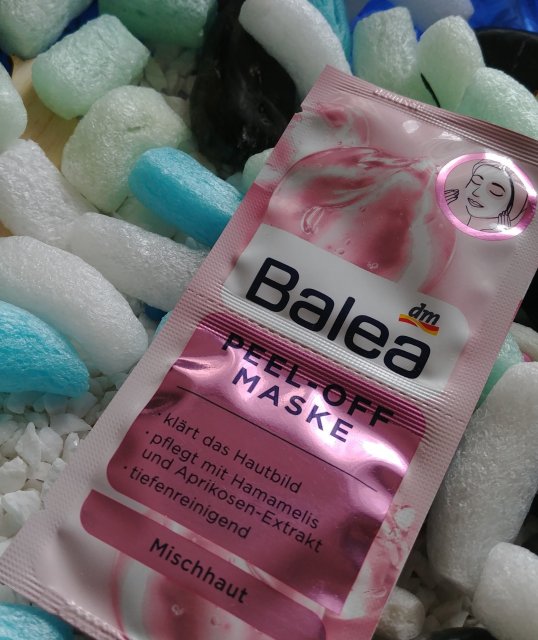 Balea
dm
PEEL-OFF
MASKE
· klärt das Hautbild
· pflegt mit Hamamelis
und Aprikosen-Extrakt
· tiefenreinigend
Mischhaut